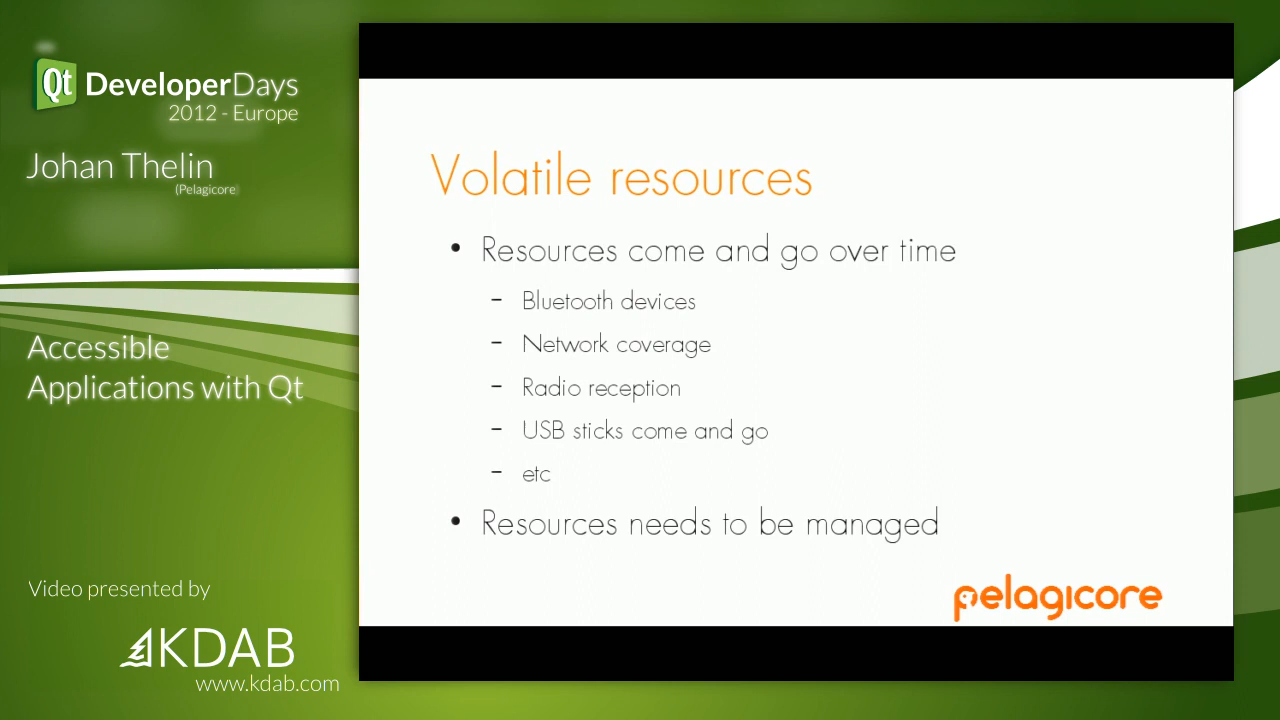 Qt DeveloperDays
2012 - Europe
Johan Thelin
(Pelagicore)
Accessible
Applications with Qt
Video presented by
KDAB
www.kdab.com
Volatile resources
• Resources come and go over time
– Bluetooth devices
– Network coverage
– Radio reception
– USB sticks come and go
– etc
• Resources needs to be managed
pelagicore